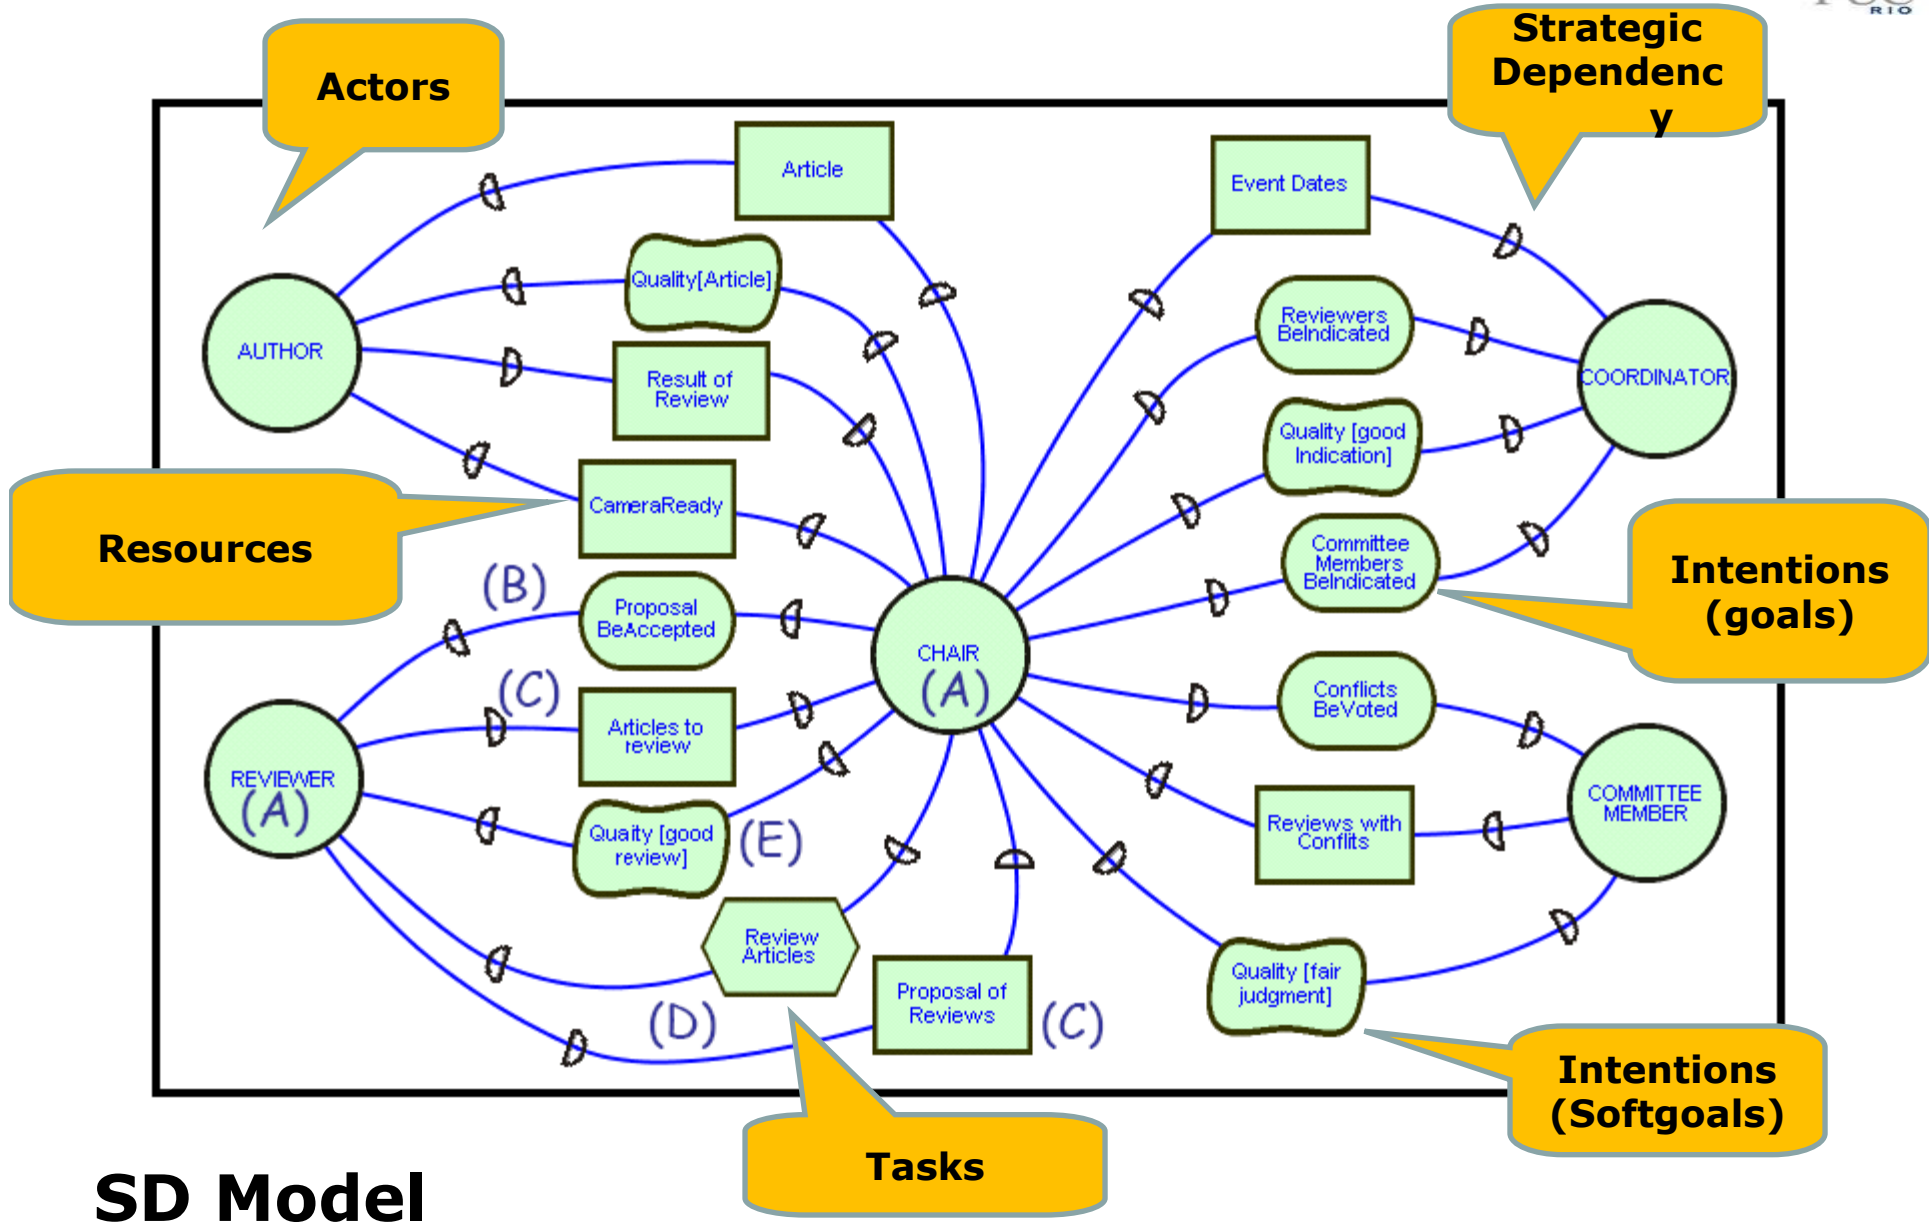 RIO
Actors
Strategic
Dependenc
y
Article
Event Dates
Quality[Article]
Reviewers
BeIndicated
AUTHOR
Result of
Review
COORDINATOR
Quality [good
Indication]
CameraReady
Resources
Committee
Members
BeIndicated
Intentions
(goals)
(B)
Proposal
BeAccepted
CHAIR
(A)
(C)
Articles to
review
Conflicts
BeVoted
REVIEWER
(A)
COMMITTEE
MEMBER
Quaity [good
review]
(E)
Reviews with
Conflits
Review
Articles
(D)
Proposal of
Reviews
(C)
Quality [fair
judgment]
Intentions
(Softgoals)
Tasks
SD Model